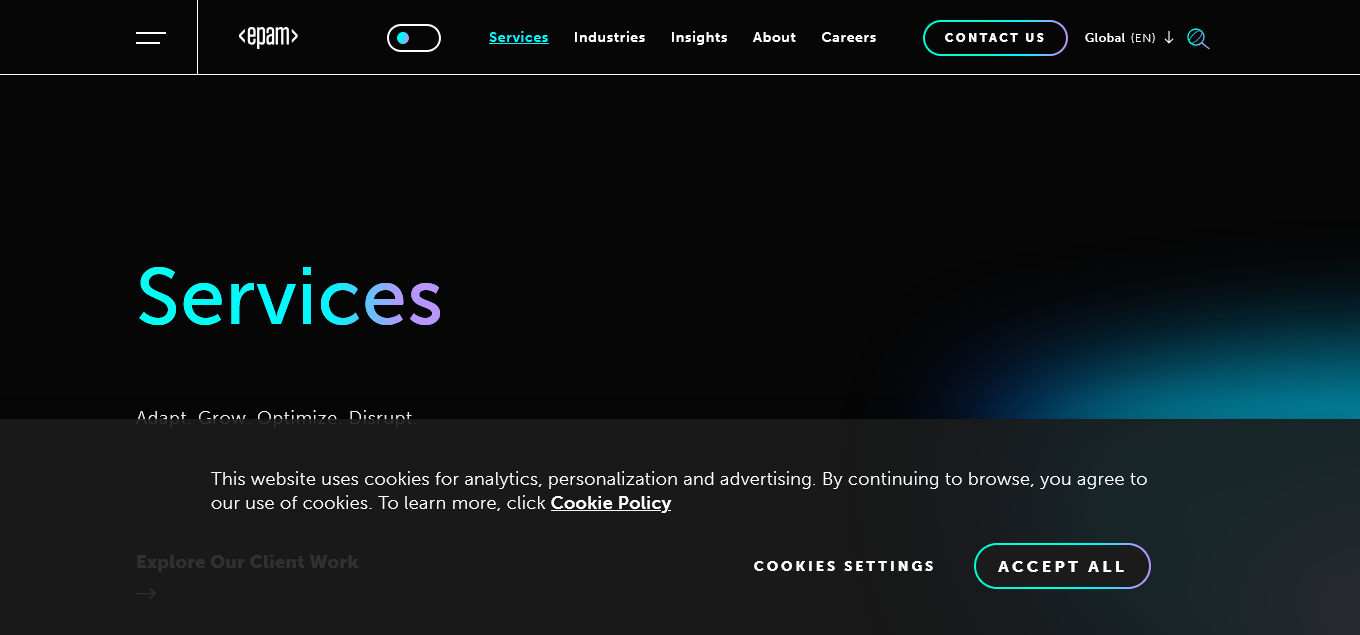 <epam>
Services Industries Insights About Careers
CONTACT US
Global (EN)
Services
Adapt. Grow. Optimize. Disrupt.
This website uses cookies for analytics, personalization and advertising. By continuing to browse, you agree to
our use of cookies. To learn more, click Cookie Policy
Explore Our Client Work
COOKIES SETTINGS
ACCEPT ALL